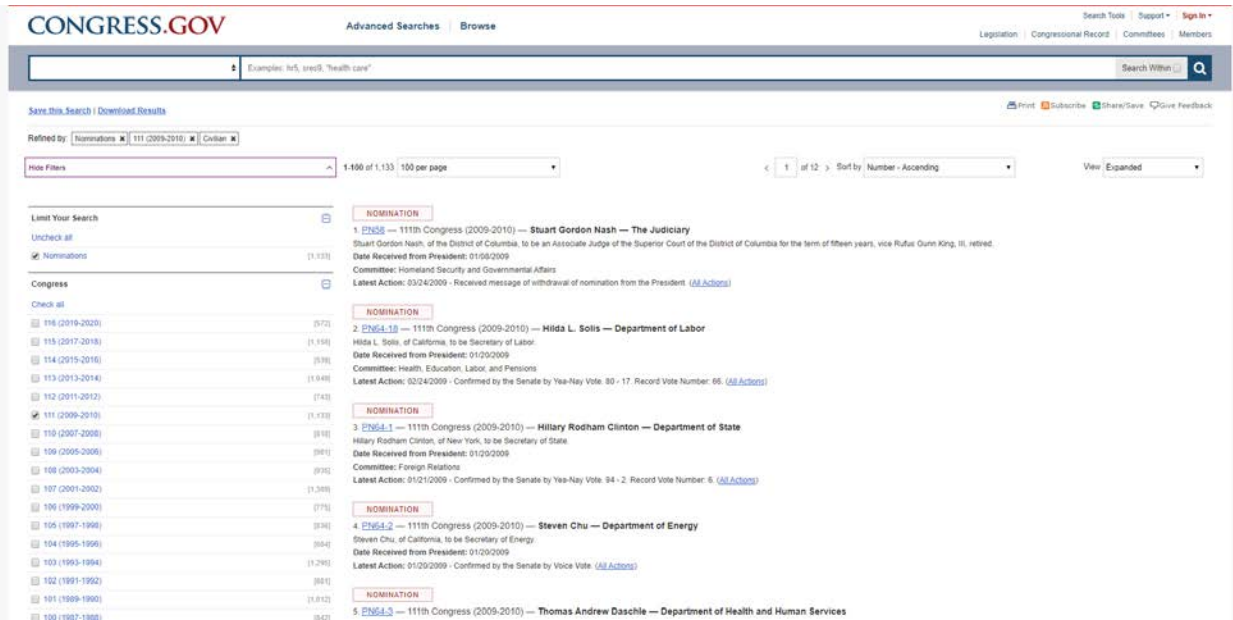 CONGRESS.GOV
Advanced Searches | Browse
Search Tools | Support | Sign In
Legislation | Congressional Record | Committees | Members
Examples: hr5, sres9, "health care"
Search Within
Save this Search | Download Results
Print Subscribe Share/Save Give Feedback
Refined by: Nominations x 111 (2009-2010) x Civilian x
Hide Filters
1-100 of 1,133 100 per page
< 1 of 12 > Sort by Number - Ascending
View Expanded
Limit Your Search
Uncheck all
Nominations [1,133]
Congress
Check all
116 (2019-2020) [572]
115 (2017-2018)
114 (2015-2016)
113 (2013-2014)
112 (2011-2012) [743]
111 (2009-2010) [1,133]
110 (2007-2008)
109 (2005-2006)
108 (2003-2004)
107 (2001-2002)
106 (1999-2000) [775]
105 (1997-1998)
104 (1995-1996)
103 (1993-1994)
102 (1991-1992)
101 (1989-1990)
100 (1987-1988)
NOMINATION
1. PN56 — 111th Congress (2009-2010) — Stuart Gordon Nash — The Judiciary
Stuart Gordon Nash, of the District of Columbia, to be an Associate Judge of the Superior Court of the District of Columbia for the term of fifteen years, vice Rufus Gunn King, III, retired.
Date Received from President: 01/08/2009
Committee: Homeland Security and Governmental Affairs
Latest Action: 03/24/2009 - Received message of withdrawal of nomination from the President. (All Actions)
NOMINATION
2. PN64-18 — 111th Congress (2009-2010) — Hilda L. Solis — Department of Labor
Hilda L. Solis, of California, to be Secretary of Labor.
Date Received from President: 01/20/2009
Committee: Health, Education, Labor, and Pensions
Latest Action: 02/24/2009 - Confirmed by the Senate by Yea-Nay Vote. 80 - 17. Record Vote Number: 66. (All Actions)
NOMINATION
3. PN64-1 — 111th Congress (2009-2010) — Hillary Rodham Clinton — Department of State
Hillary Rodham Clinton, of New York, to be Secretary of State.
Date Received from President: 01/20/2009
Committee: Foreign Relations
Latest Action: 01/21/2009 - Confirmed by the Senate by Yea-Nay Vote. 94 - 2. Record Vote Number: 6. (All Actions)
NOMINATION
4. PN64-2 — 111th Congress (2009-2010) — Steven Chu — Department of Energy
Steven Chu, of California, to be Secretary of Energy.
Date Received from President: 01/20/2009
Latest Action: 01/20/2009 - Confirmed by the Senate by Voice Vote. (All Actions)
NOMINATION
5. PN64-3 — 111th Congress (2009-2010) — Thomas Andrew Daschle — Department of Health and Human Services